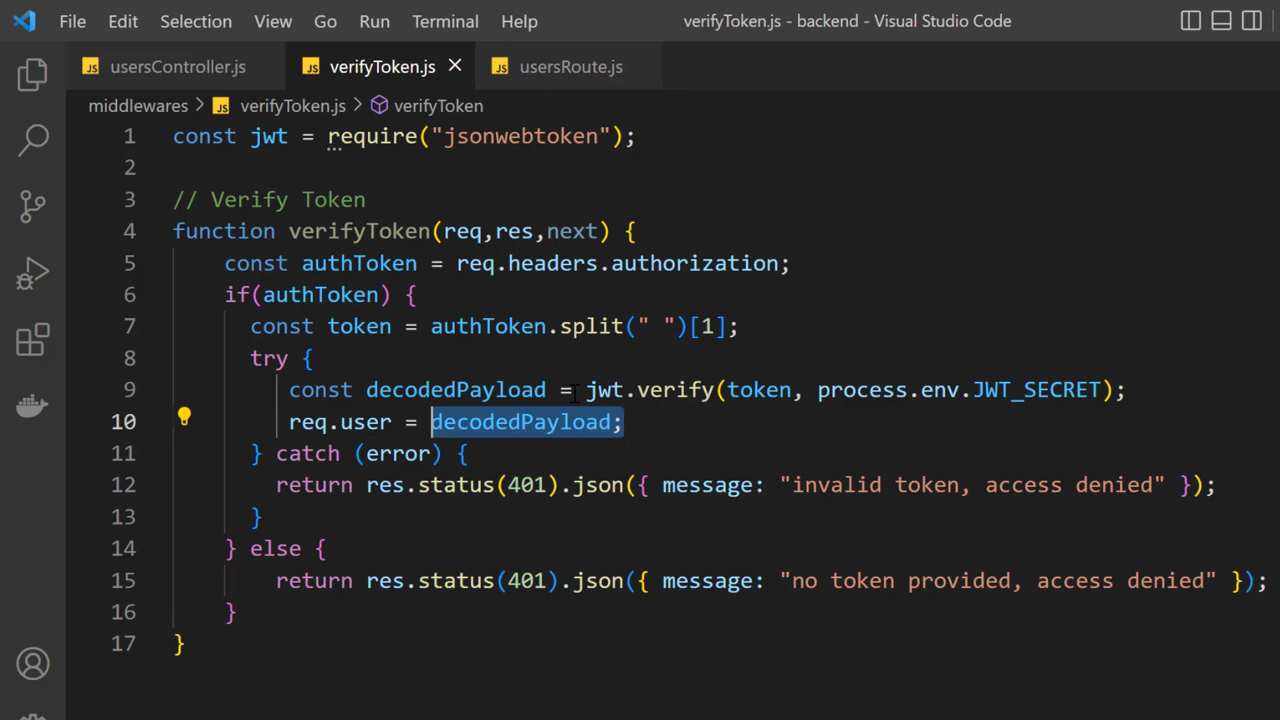 File Edit Selection View Go Run Terminal Help verifyToken.js - backend - Visual Studio Code
JS usersController.js JS verifyToken.js JS usersRoute.js
middlewares > JS verifyToken.js > verifyToken
1 const jwt = require("jsonwebtoken");
2
3 // Verify Token
4 function verifyToken(req,res,next) {
5 const authToken = req.headers.authorization;
6 if(authToken) {
7 const token = authToken.split(" ")[1];
8 try {
9 const decodedPayload = jwt.verify(token, process.env.JWT_SECRET);
10 req.user = decodedPayload;
11 } catch (error) {
12 return res.status(401).json({ message: "invalid token, access denied" });
13 }
14 } else {
15 return res.status(401).json({ message: "no token provided, access denied" });
16 }
17 }